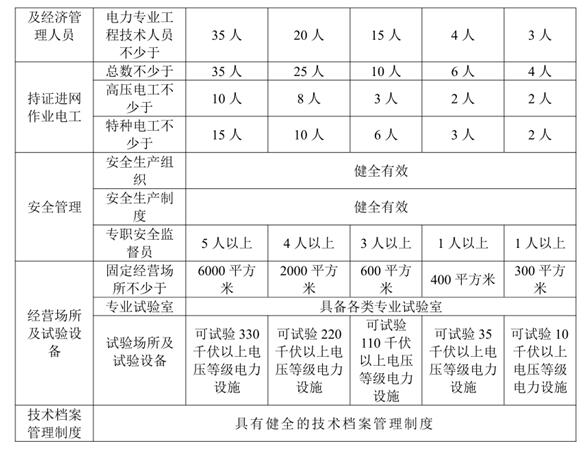 及经济管
理人员
电力专业工
程技术人员
不少于
35 人
20 人
15 人
4 人
3 人
持证进网
作业电工
总数不少于
35 人
25 人
10 人
6 人
4 人
高压电工不
少于
10 人
8 人
3 人
2 人
2 人
特种电工不
少于
15 人
10 人
6 人
3 人
2 人
安全管理
安全生产组
织
健全有效
安全生产制
度
健全有效
专职安全监
督员
5 人以上
4 人以上
3 人以上
1 人以上
1 人以上
经营场所
及试验设
备
固定经营场
所不少于
6000 平方
米
2000 平方
米
600 平方
米
400 平方米
300 平方
米
专业试验室
具备各类专业试验室
试验场所及
试验设备
可试验 330
千伏以上电
压等级电力
设施
可试验 220
千伏以上电
压等级电力
设施
可试验
110 千伏
以上电压
等级电力
设施
可试验 35
千伏以上电
压等级电力
设施
可试验 10
千伏以上
电压等级
电力设施
技术档案
管理制度
具有健全的技术档案管理制度